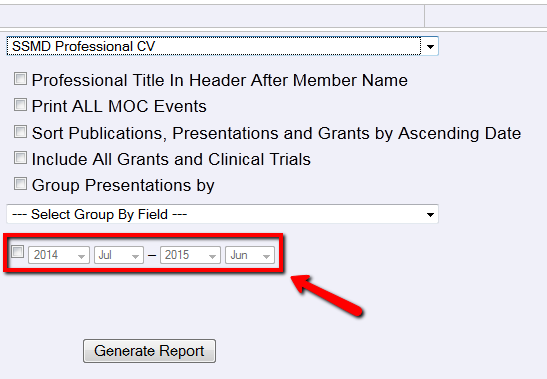 SSMD Professional CV
Professional Title In Header After Member Name
Print ALL MOC Events
Sort Publications, Presentations and Grants by Ascending Date
Include All Grants and Clinical Trials
Group Presentations by
--- Select Group By Field ---
2014 Jul – 2015 Jun
Generate Report